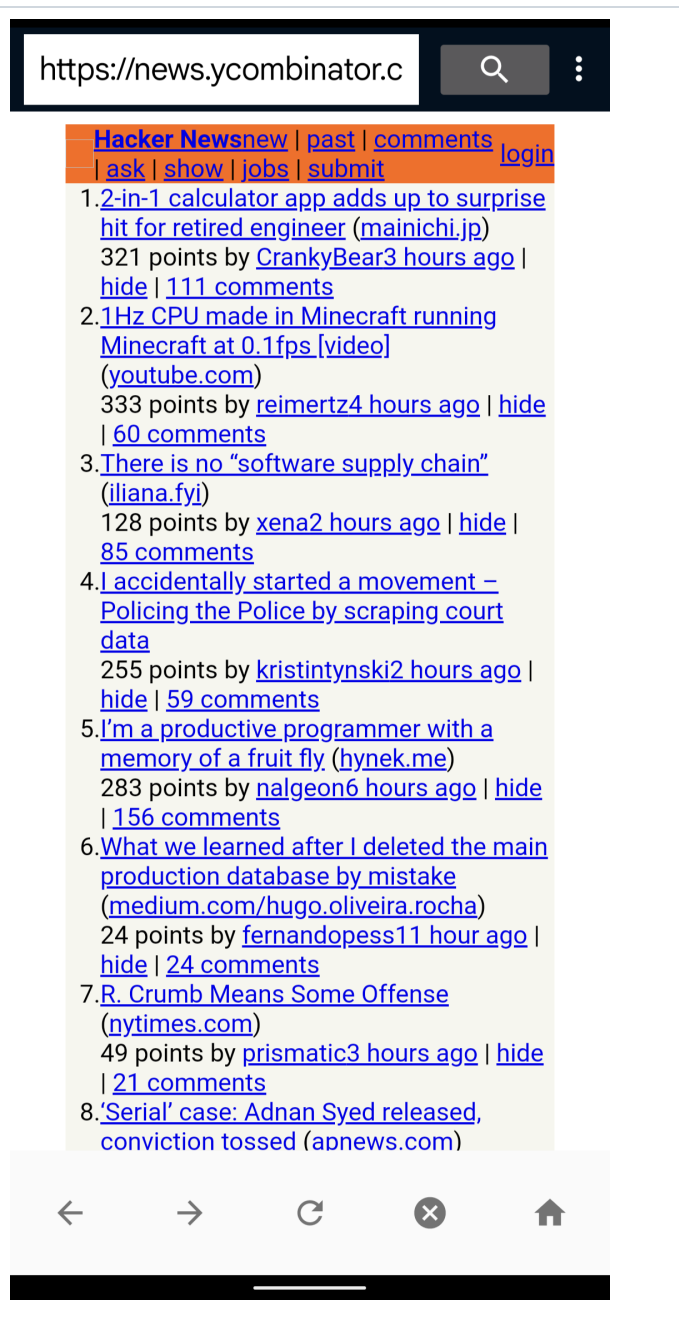 https://news.ycombinator.c
Hacker Newsnew | past | comments
| ask | show | jobs | submit
login
1.2-in-1 calculator app adds up to surprise
hit for retired engineer (mainichi.jp)
321 points by CrankyBear3 hours ago |
hide | 111 comments
2.1Hz CPU made in Minecraft running
Minecraft at 0.1fps [video]
(youtube.com)
333 points by reimertz4 hours ago | hide
| 60 comments
3.There is no “software supply chain”
(iliana.fyi)
128 points by xena2 hours ago | hide |
85 comments
4.I accidentally started a movement –
Policing the Police by scraping court
data
255 points by kristintynski2 hours ago |
hide | 59 comments
5.I’m a productive programmer with a
memory of a fruit fly (hynek.me)
283 points by nalgeon6 hours ago | hide
| 156 comments
6.What we learned after I deleted the main
production database by mistake
(medium.com/hugo.oliveira.rocha)
24 points by fernandopess11 hour ago |
hide | 24 comments
7.R. Crumb Means Some Offense
(nytimes.com)
49 points by prismatic3 hours ago | hide
| 21 comments
8.‘Serial’ case: Adnan Syed released,
conviction tossed (apnews.com)